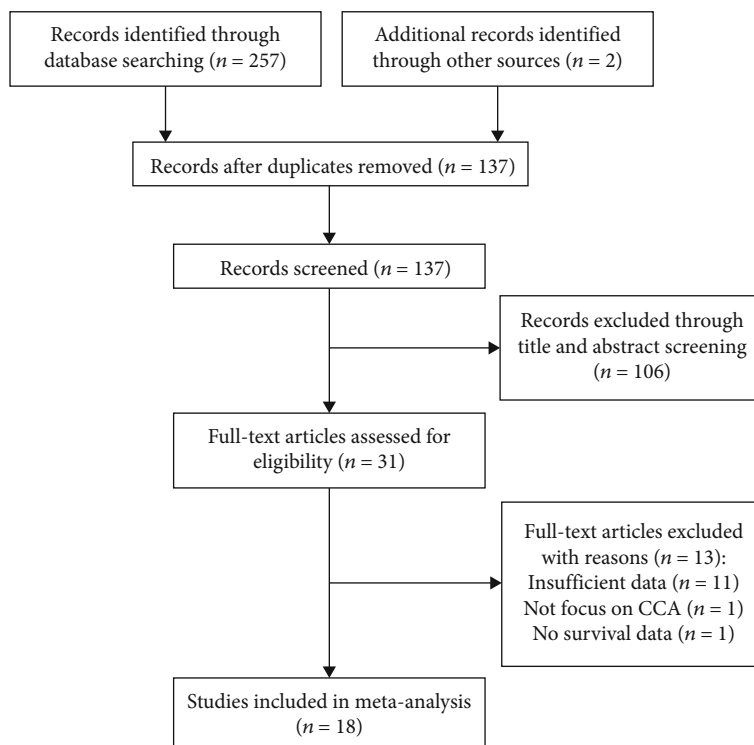 Records identified through
database searching (n = 257)
Additional records identified
through other sources (n = 2)
Records after duplicates removed (n = 137)
Records screened (n = 137)
Records excluded through
title and abstract screening
(n = 106)
Full-text articles assessed for
eligibility (n = 31)
Full-text articles excluded
with reasons (n = 13):
Insufficient data (n = 11)
Not focus on CCA (n = 1)
No survival data (n = 1)
Studies included in meta-analysis
(n = 18)